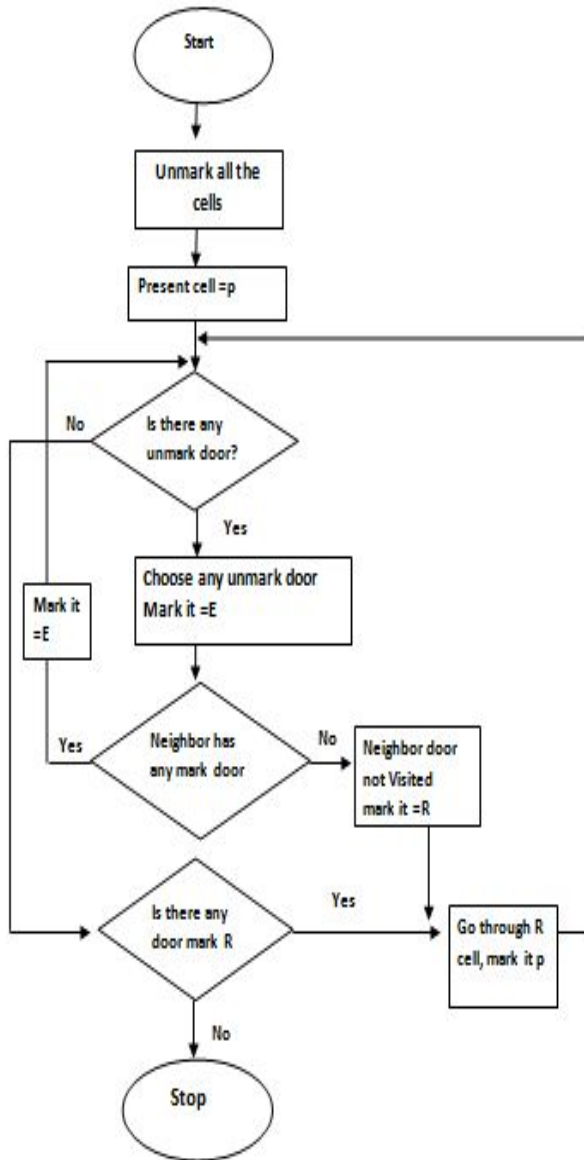 Start
Unmark all the
cells
Present cell =p
No
Is there any
unmark door?
Yes
Choose any unmark door
Mark it =E
Mark it
=E
Yes
Neighbor has
any mark door
No
Neighbor door
not Visited
mark it =R
Is there any
door mark R
Yes
Go through R
cell, mark it p
No
Stop